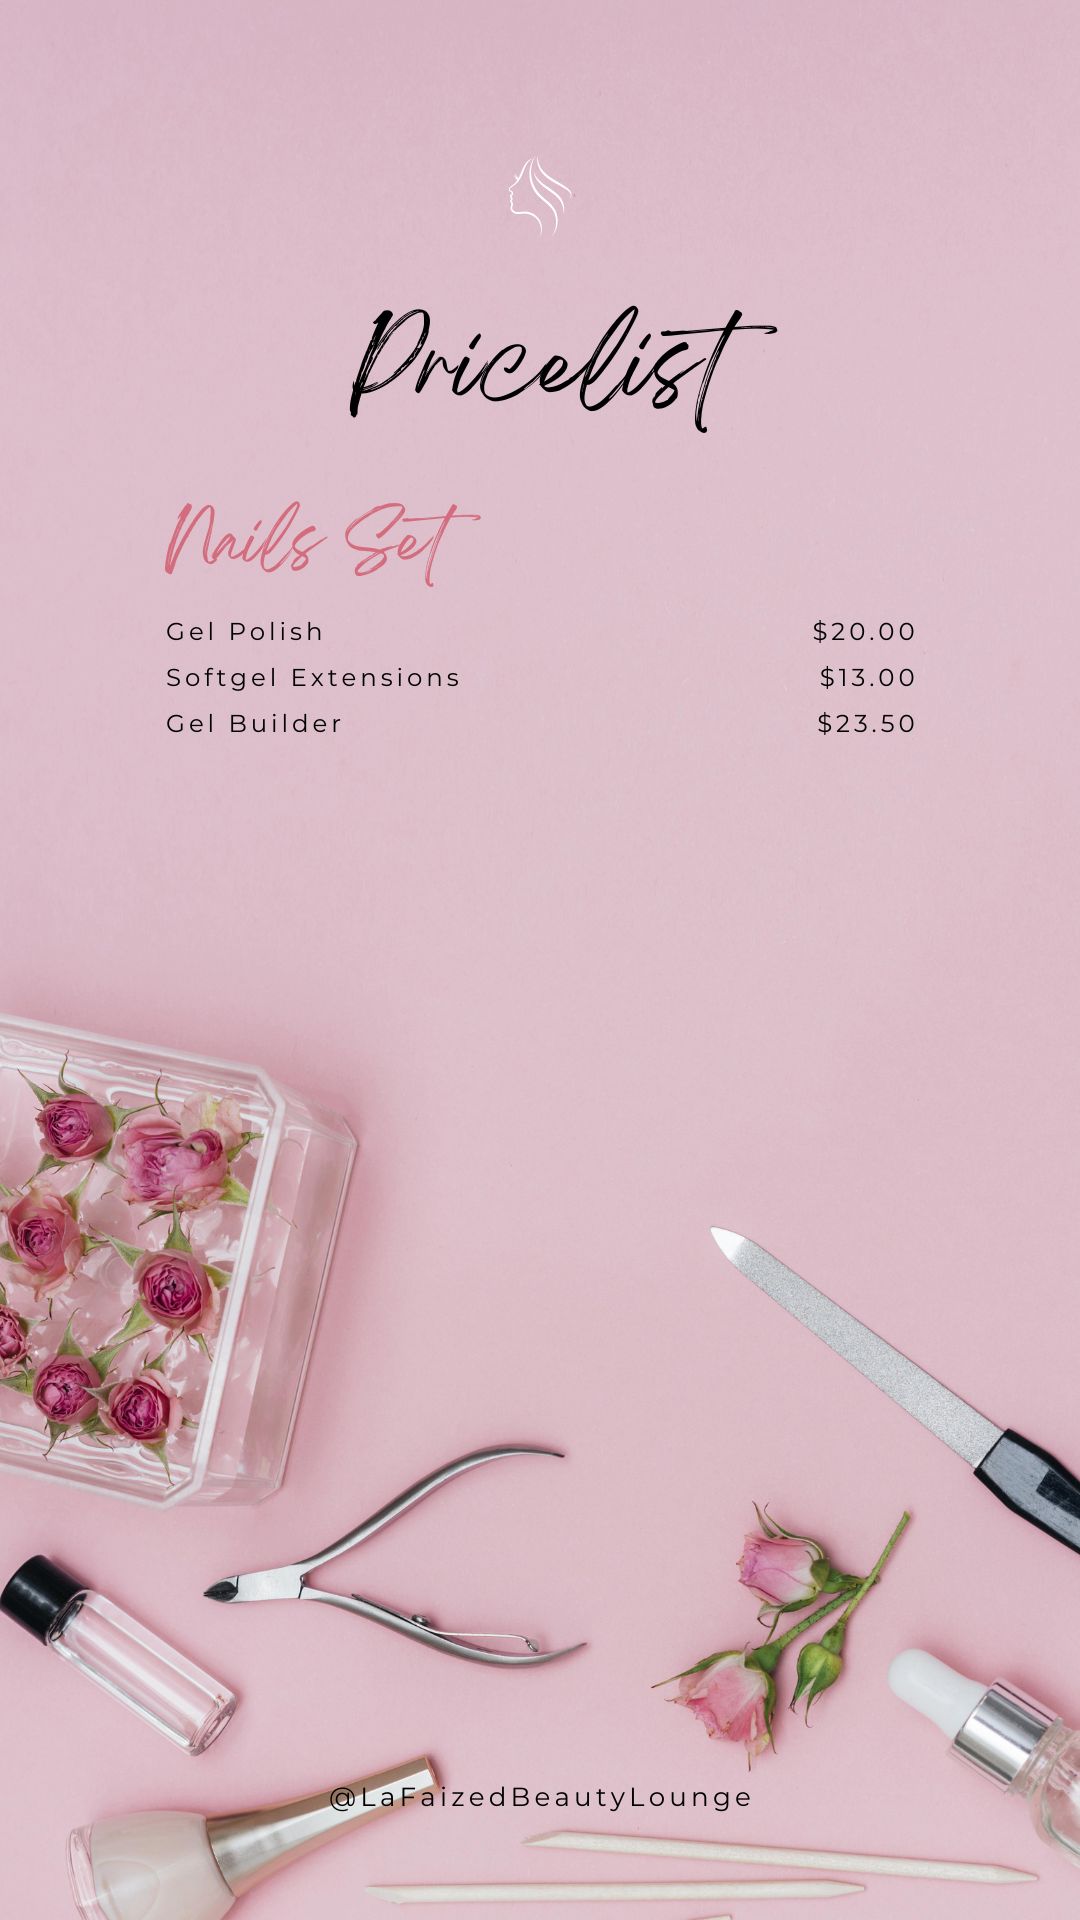 Pricelist
Nails Set
Gel Polish $20.00
Softgel Extensions $13.00
Gel Builder $23.50
@LaFaizedBeautyLounge